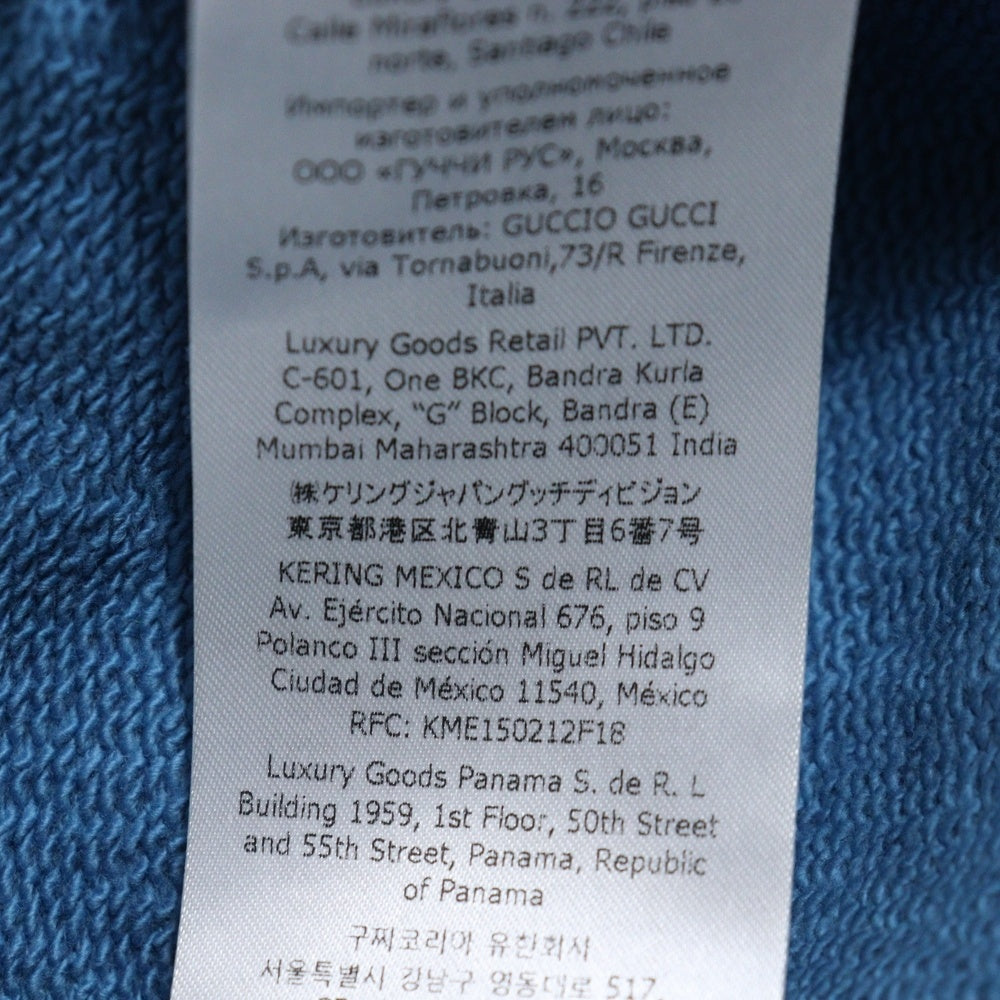 Calle Miraflores n. 222, piso
norte, Santiago Chile
Импортер и уполномоченное
изготовителем лицо:
ООО «ГУЧЧИ РУС», Москва,
Петровка, 16
Изготовитель: GUCCIO GUCCI
S.p.A, via Tornabuoni,73/R Firenze,
Italia
Luxury Goods Retail PVT. LTD.
C-601, One BKC, Bandra Kurla
Complex, “G” Block, Bandra (E)
Mumbai Maharashtra 400051 India
㈱ケリングジャパングッチディビジョン
東京都港区北青山3丁目6番7号
KERING MEXICO S de RL de CV
Av. Ejército Nacional 676, piso 9
Polanco III sección Miguel Hidalgo
Ciudad de México 11540, México
RFC: KME150212F18
Luxury Goods Panama S. de R. L
Building 1959, 1st Floor, 50th Street
and 55th Street, Panama, Republic
of Panama
구찌코리아 유한회사
서울특별시 강남구 영동대로 517,